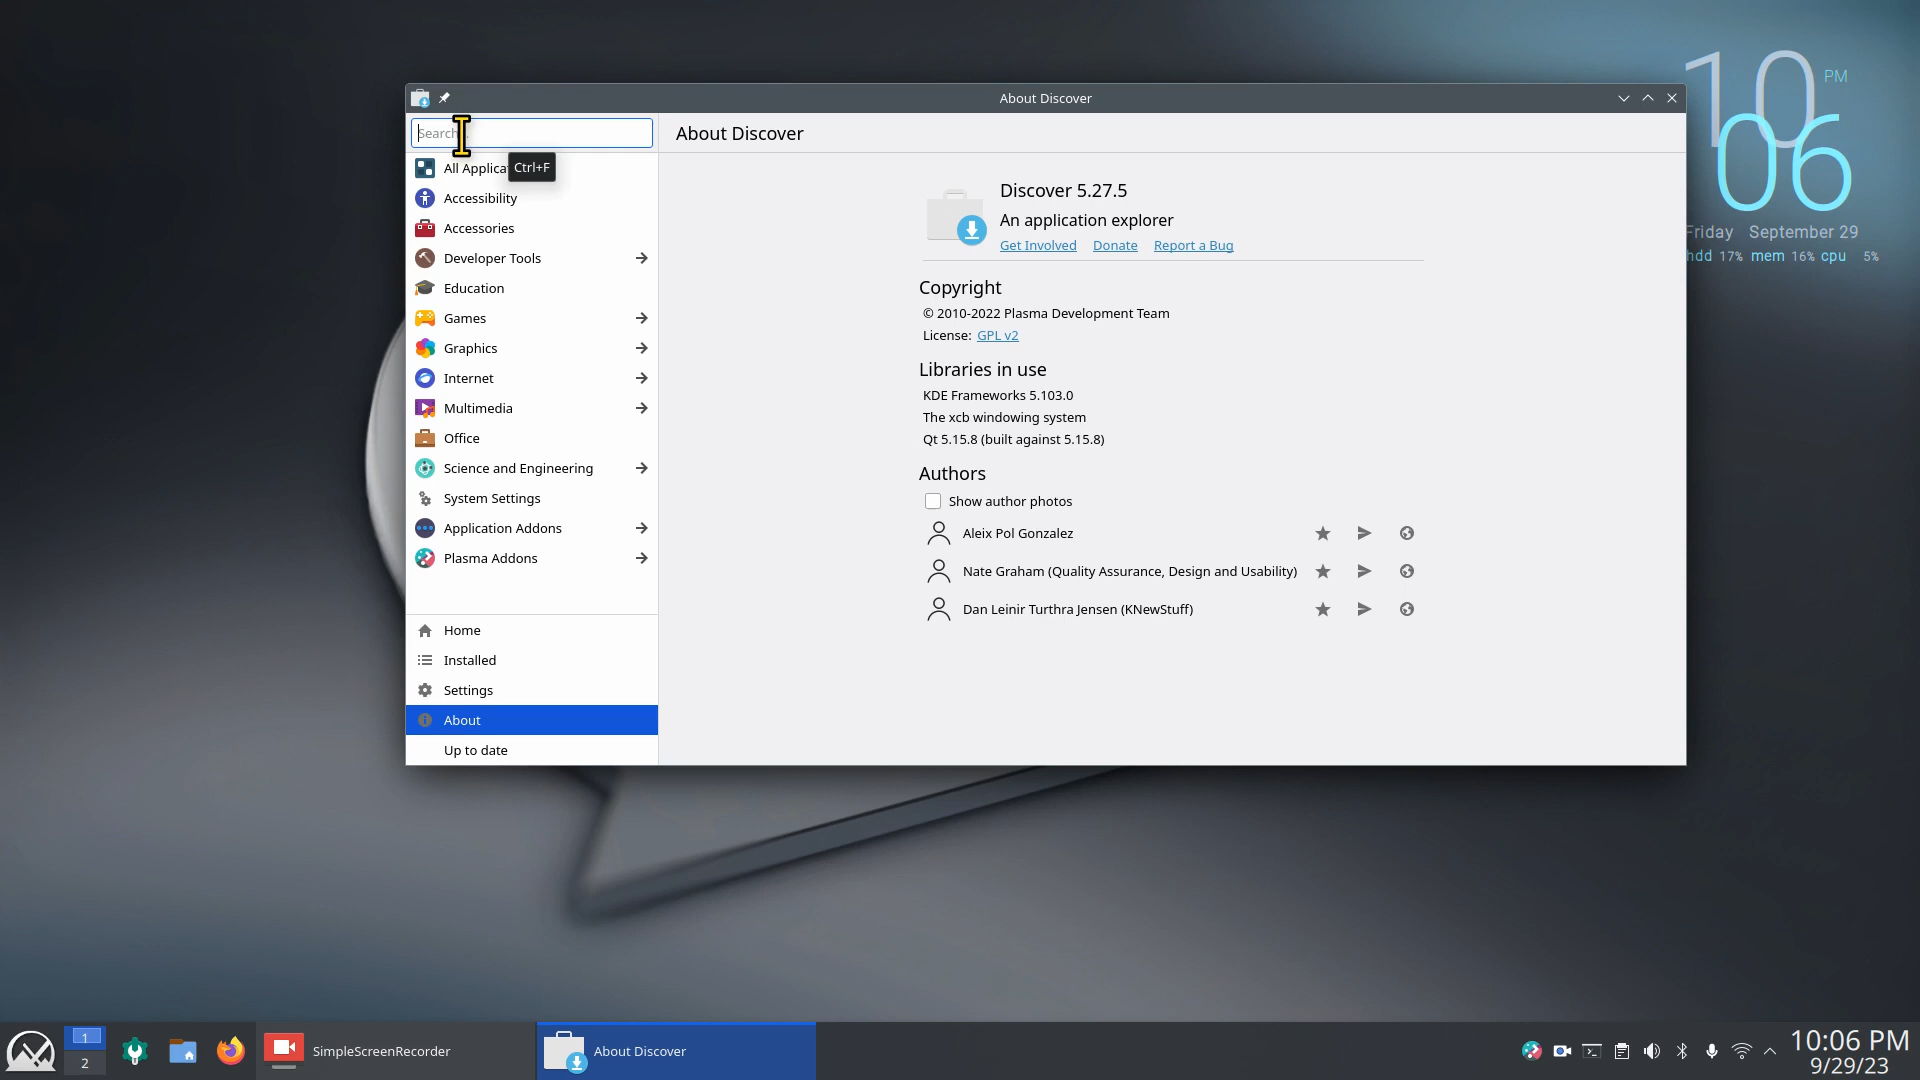 About Discover
Search...
About Discover
All Applica
Ctrl+F
Accessibility
Accessories
Developer Tools
Education
Games
Graphics
Internet
Multimedia
Office
Science and Engineering
System Settings
Application Addons
Plasma Addons
Home
Installed
Settings
About
Up to date
Discover 5.27.5
An application explorer
Get Involved Donate Report a Bug
Copyright
© 2010-2022 Plasma Development Team
License: GPL v2
Libraries in use
KDE Frameworks 5.103.0
The xcb windowing system
Qt 5.15.8 (built against 5.15.8)
Authors
Show author photos
Aleix Pol Gonzalez
Nate Graham (Quality Assurance, Design and Usability)
Dan Leinir Turthra Jensen (KNewStuff)
10 PM
06
Friday September 29
hdd 17% mem 16% cpu 5%
1
2
SimpleScreenRecorder
About Discover
10:06 PM
9/29/23